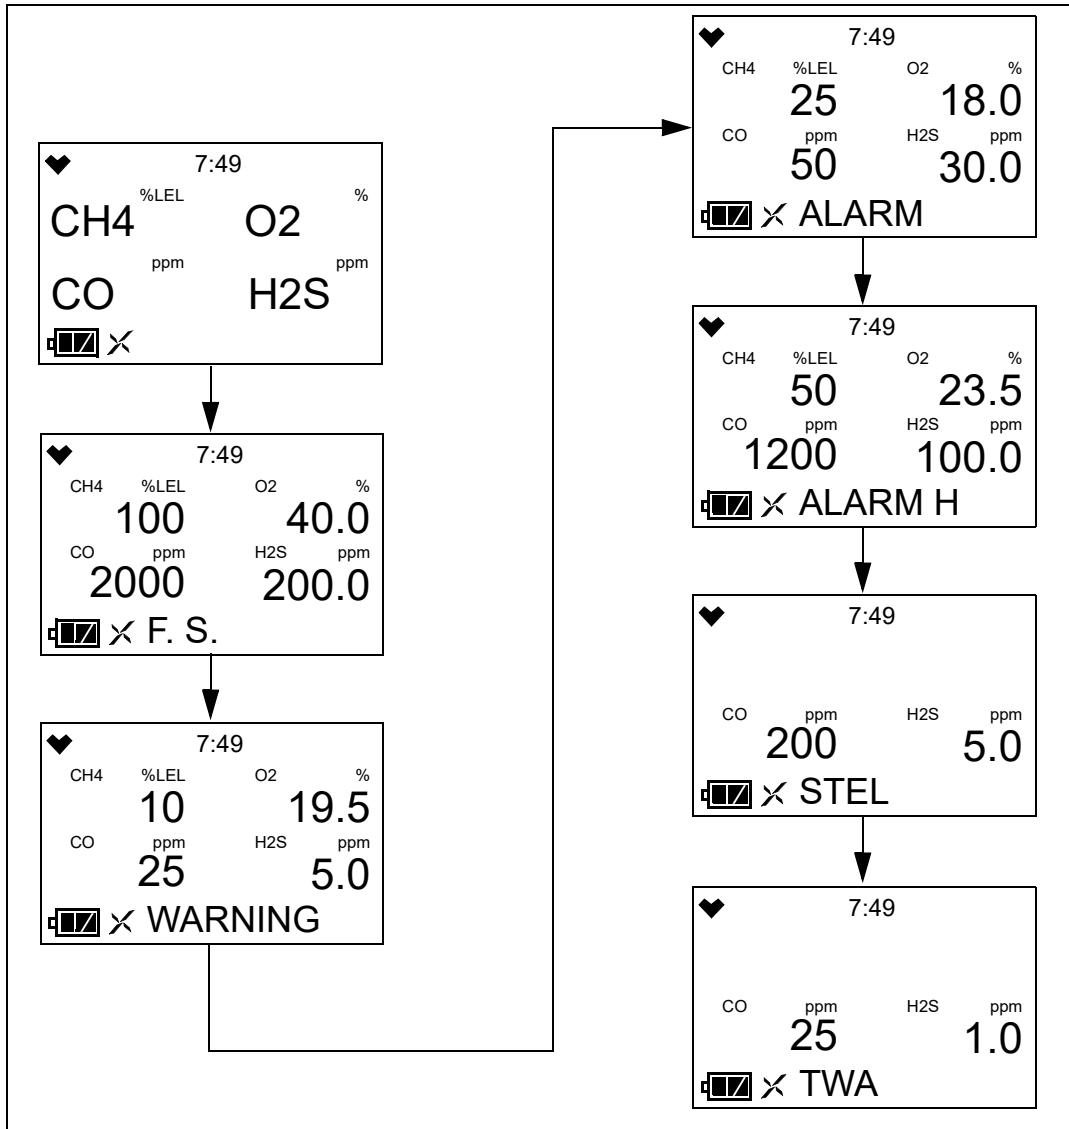 7:49
%LEL %
CH4 O2
ppm ppm
CO H2S
7:49
CH4 %LEL O2 %
100 40.0
CO ppm H2S ppm
2000 200.0
F. S.
7:49
CH4 %LEL O2 %
10 19.5
CO ppm H2S ppm
25 5.0
WARNING
7:49
CH4 %LEL O2 %
25 18.0
CO ppm H2S ppm
50 30.0
ALARM
7:49
CH4 %LEL O2 %
50 23.5
CO ppm H2S ppm
1200 100.0
ALARM H
7:49
CO ppm H2S ppm
200 5.0
STEL
7:49
CO ppm H2S ppm
25 1.0
TWA